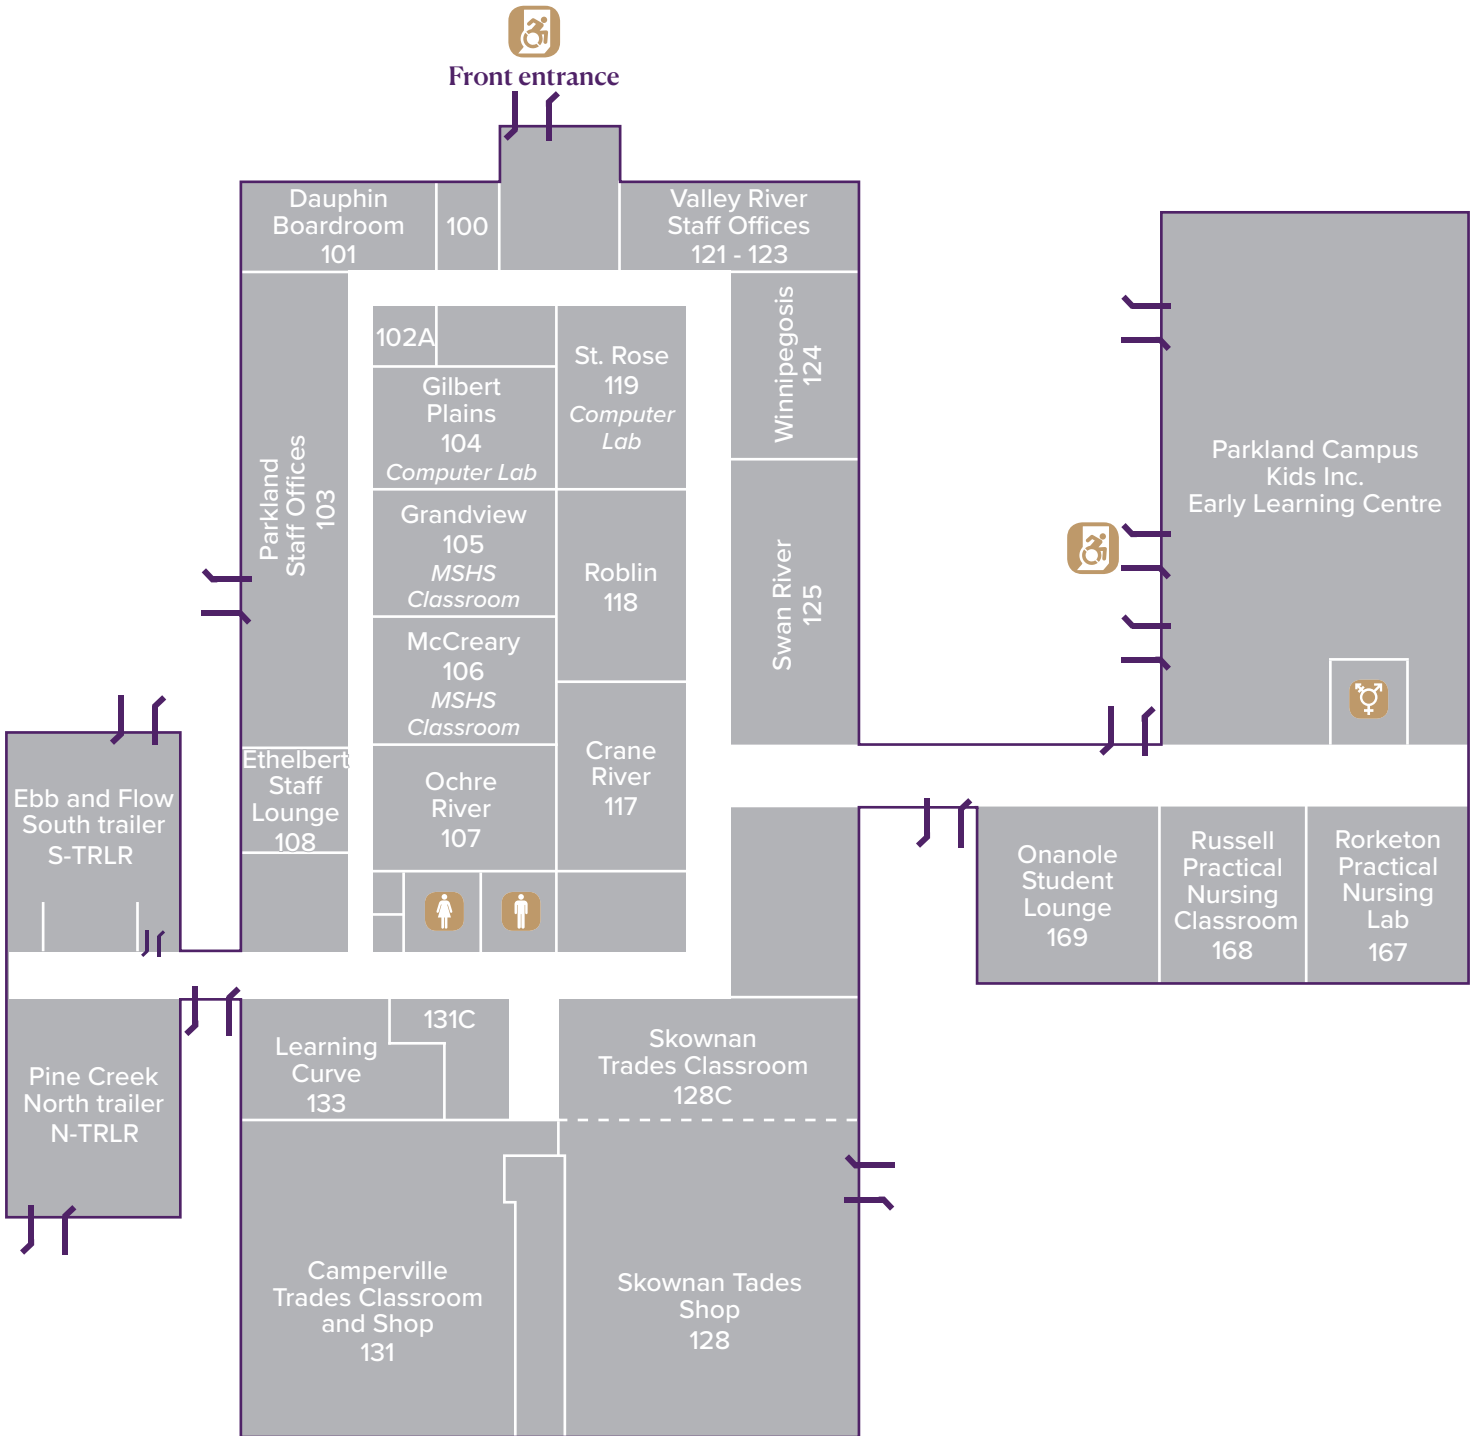 Front entrance
Dauphin
Boardroom
101
100
Valley River
Staff Offices
121 - 123
Parkland
Staff Offices
103
102A
Gilbert
Plains
104
Computer Lab
St. Rose
119
Computer
Lab
Winnipegosis
124
Grandview
105
MSHS
Classroom
Roblin
118
Swan River
125
McCreary
106
MSHS
Classroom
Crane
River
117
Ochre
River
107
Ethelbert
Staff
Lounge
108
Ebb and Flow
South trailer
S-TRLR
Pine Creek
North trailer
N-TRLR
Learning
Curve
133
131C
Skownan
Trades Classroom
128C
Camperville
Trades Classroom
and Shop
131
Skownan Tades
Shop
128
Parkland Campus
Kids Inc.
Early Learning Centre
Onanole
Student
Lounge
169
Russell
Practical
Nursing
Classroom
168
Rorketon
Practical
Nursing
Lab
167